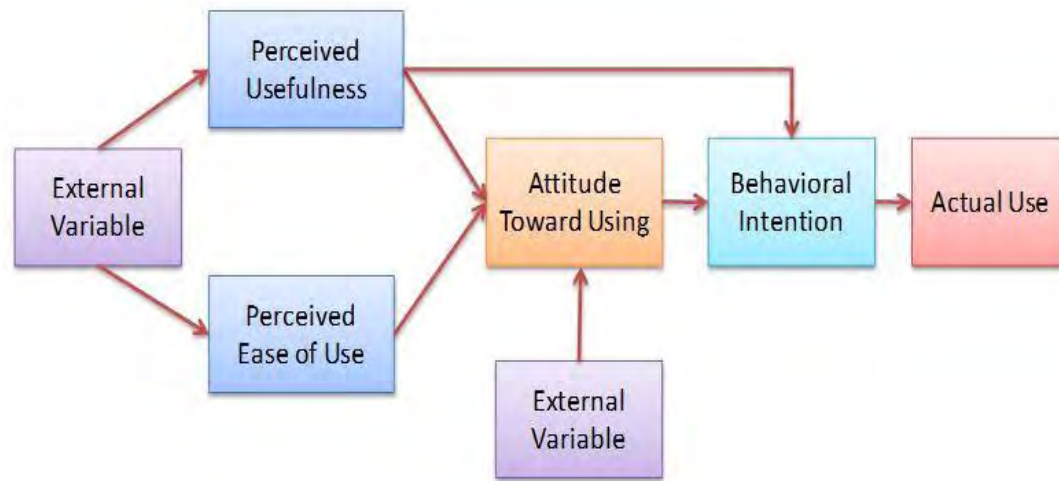 Perceived
Usefulness
External
Variable
Attitude
Toward Using
Behavioral
Intention
Actual Use
Perceived
Ease of Use
External
Variable